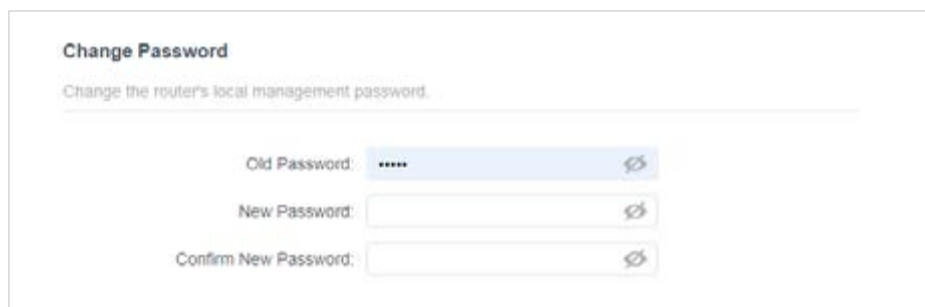 Change Password
Change the router's local management password.
Old Password: •••••
New Password:
Confirm New Password: